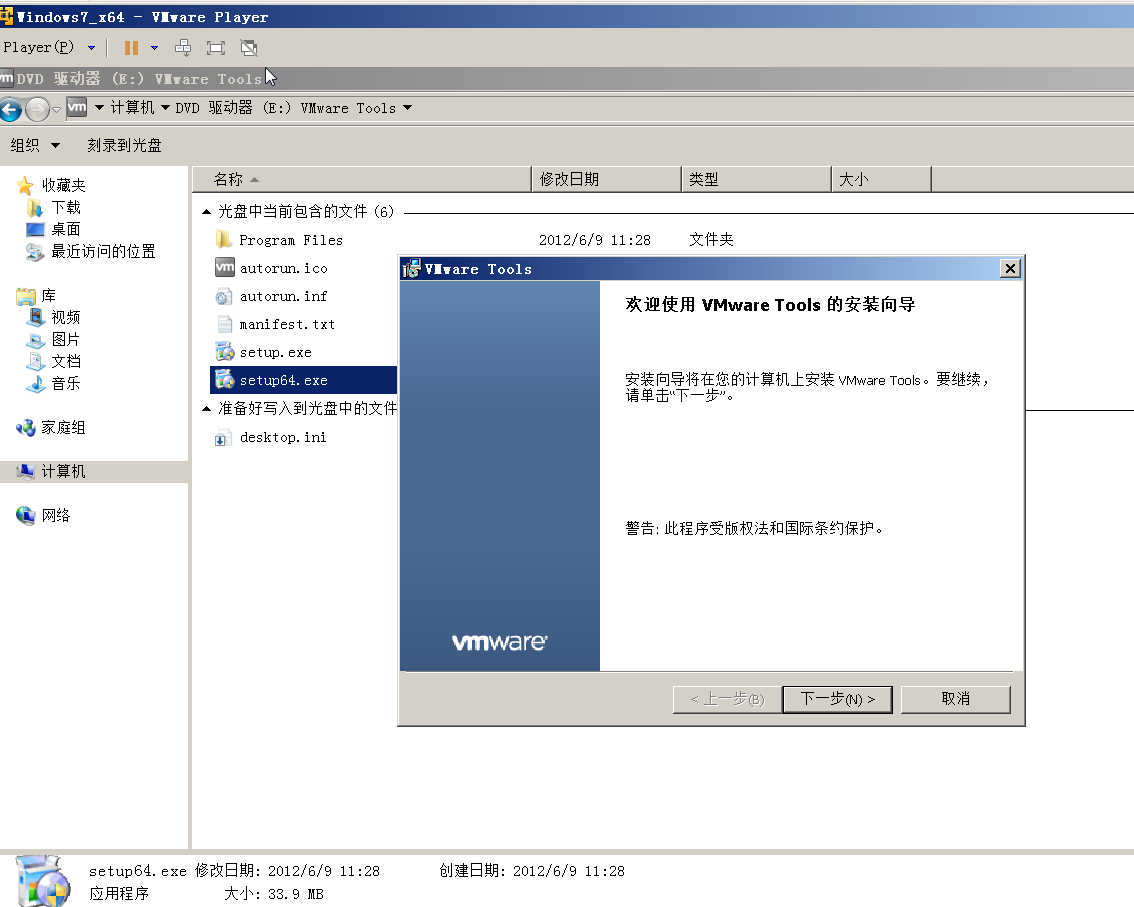 Windows7_x64 - VMware Player
Player(P)
vm DVD 驱动器 (E:) VMware Tools
vm 计算机 DVD 驱动器 (E:) VMware Tools
组织 刻录到光盘
收藏夹
下载
桌面
最近访问的位置
库
视频
图片
文档
音乐
家庭组
计算机
网络
名称 修改日期 类型 大小
光盘中当前包含的文件 (6)
Program Files 2012/6/9 11:28 文件夹
vm autorun.ico
autorun.inf
manifest.txt
setup.exe
setup64.exe
准备好写入到光盘中的文件
desktop.ini
VMware Tools
欢迎使用 VMware Tools 的安装向导
安装向导将在您的计算机上安装 VMware Tools。要继续，
请单击“下一步”。
警告: 此程序受版权法和国际条约保护。
vmware
< 上一步(B) 下一步(N) > 取消
setup64.exe 修改日期: 2012/6/9 11:28 创建日期: 2012/6/9 11:28
应用程序 大小: 33.9 MB